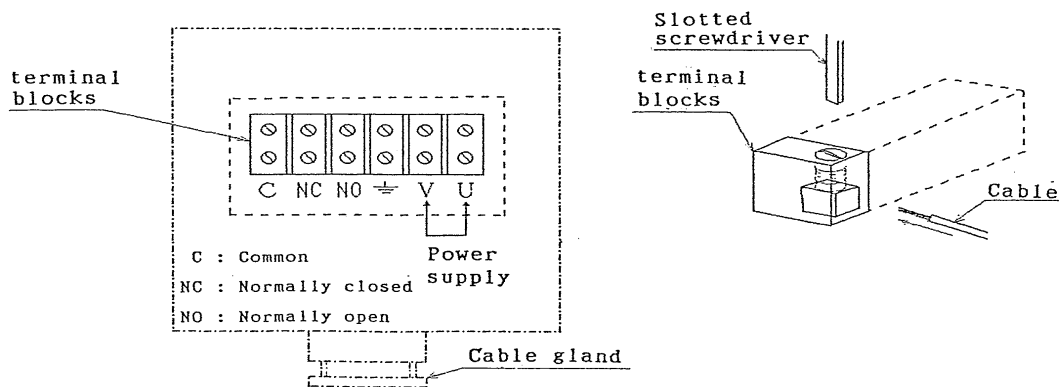 terminal
blocks
C NC NO ⏚ V U
Power
supply
C : Common
NC : Normally closed
NO : Normally open
Cable gland
Slotted
screwdriver
terminal
blocks
Cable